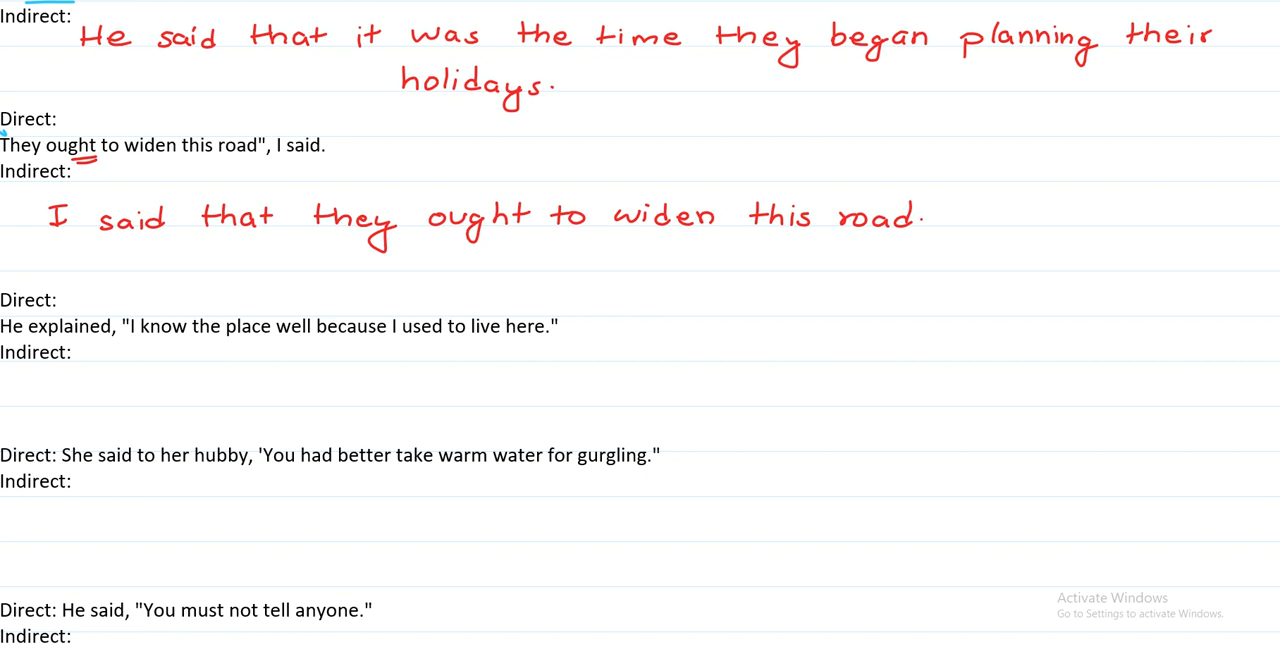 Indirect:
He said that it was the time they began planning their
holidays.
Direct:
They ought to widen this road", I said.
Indirect:
I said that they ought to widen this road.
Direct:
He explained, "I know the place well because I used to live here."
Indirect:
Direct: She said to her hubby, 'You had better take warm water for gurgling."
Indirect:
Direct: He said, "You must not tell anyone."
Indirect:
Activate Windows
Go to Settings to activate Windows.